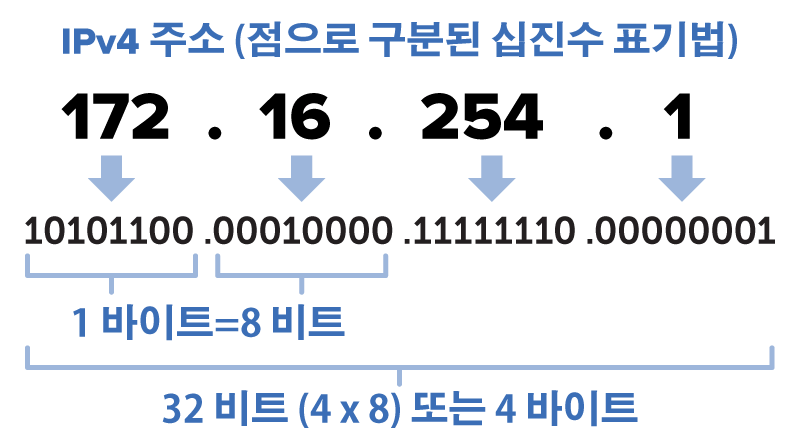 IPv4 주소 (점으로 구분된 십진수 표기법)
172 . 16 . 254 . 1
10101100 .00010000 .11111110 .00000001
1 바이트=8 비트
32 비트 (4 x 8) 또는 4 바이트